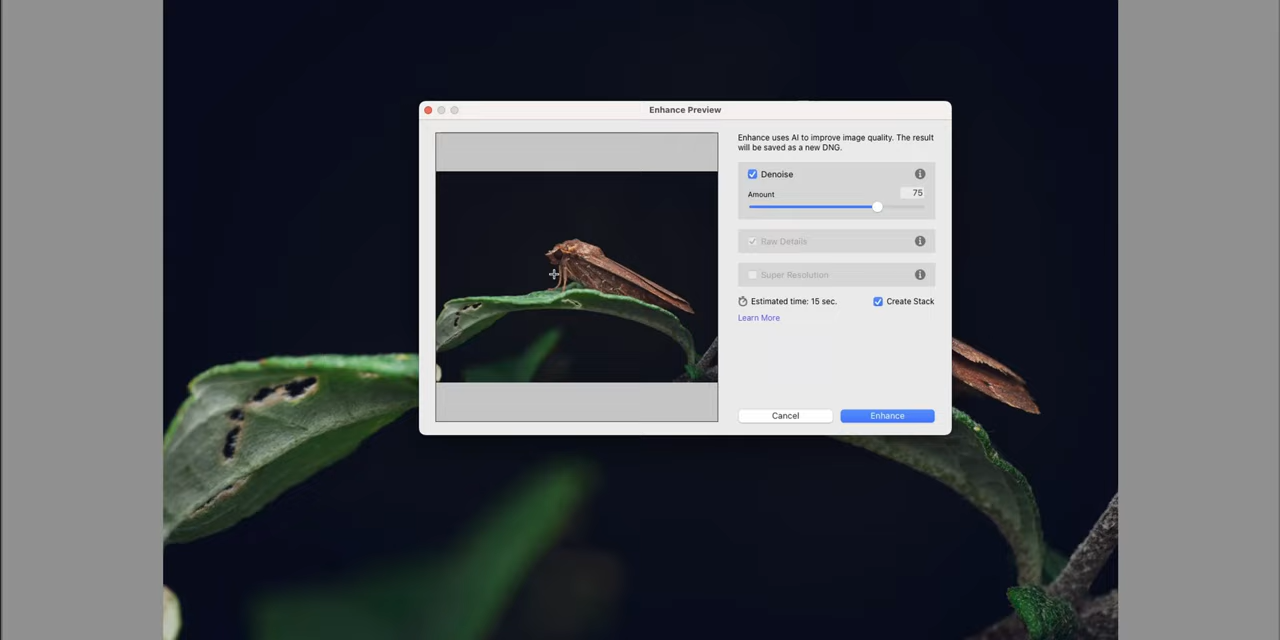 Enhance Preview
Enhance uses AI to improve image quality. The result
will be saved as a new DNG.
Denoise
Amount
75
Raw Details
Super Resolution
Estimated time: 15 sec.
Create Stack
Learn More
Cancel
Enhance